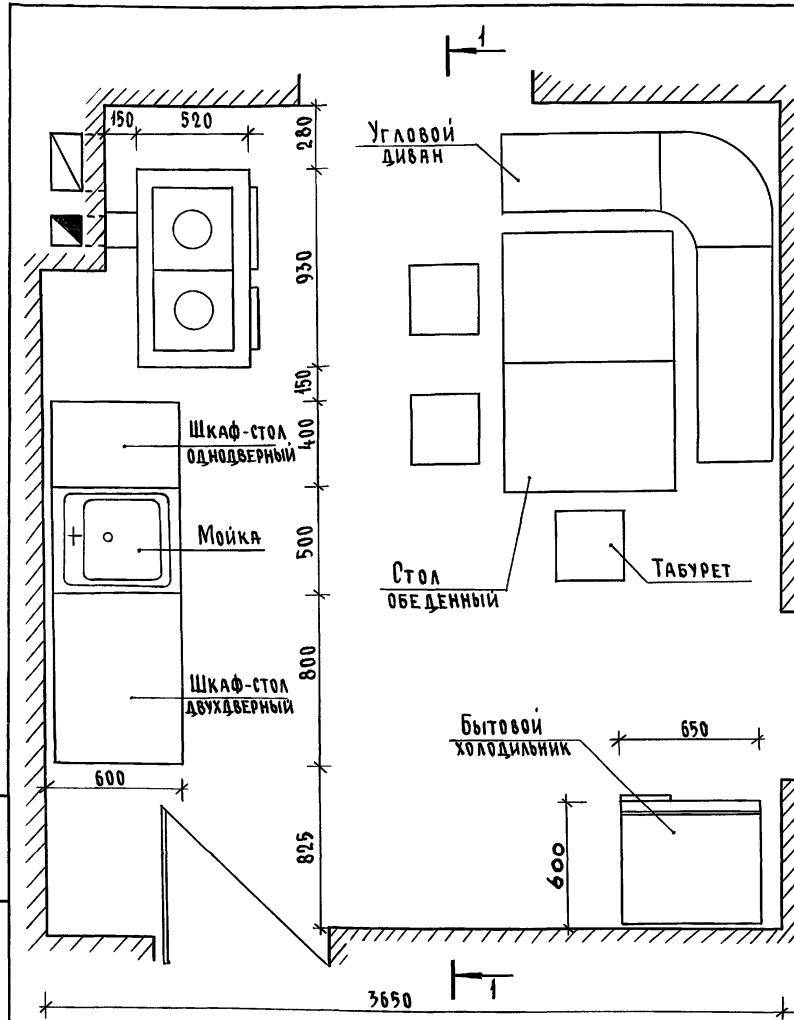 1
150
520
280
Угловой
диван
930
150
Шкаф-стол
однодверный
400
Мойка
500
Стол
обеденный
Табурет
800
Шкаф-стол
двухдверный
Бытовой
холодильник
650
600
825
600
1
3650